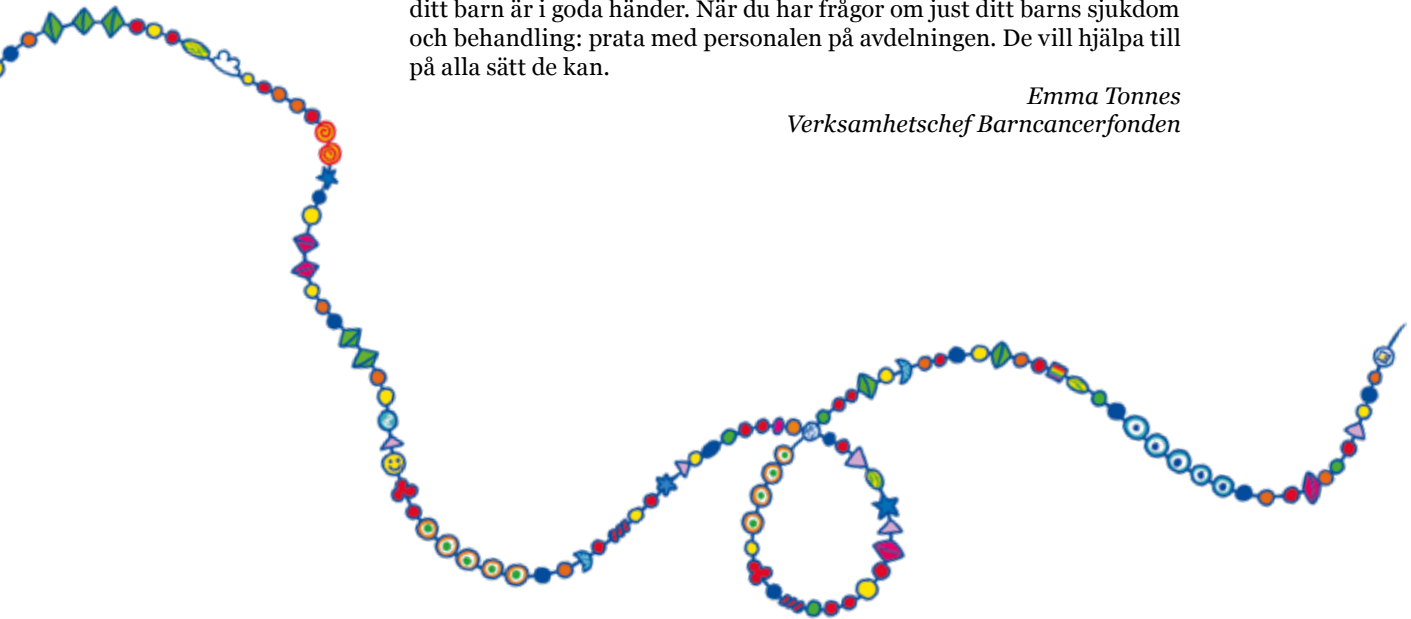 ditt barn är i goda händer. När du har frågor om just ditt barns sjukdom
och behandling: prata med personalen på avdelningen. De vill hjälpa till
på alla sätt de kan.
Emma Tonnes
Verksamhetschef Barncancerfonden